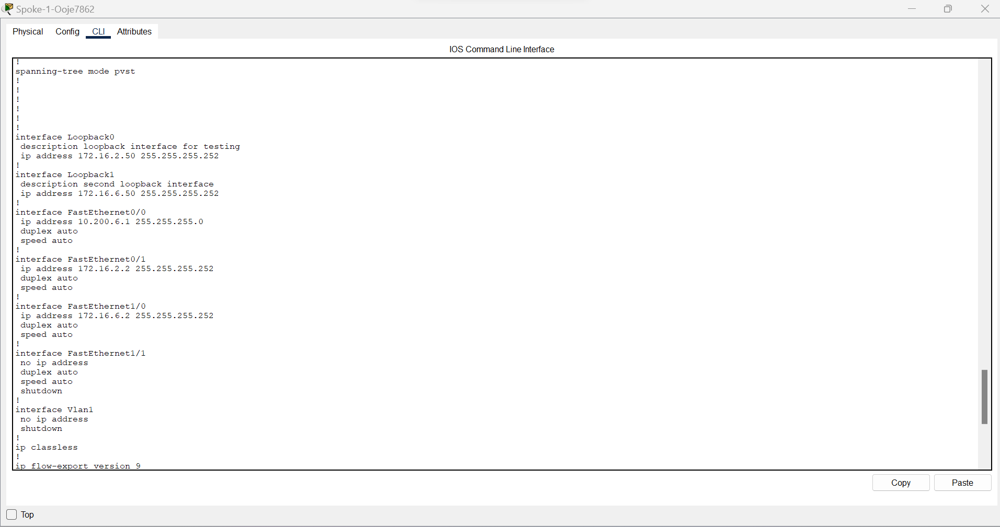 Spoke-1-Ooje7862
Physical Config CLI Attributes
IOS Command Line Interface
!
spanning-tree mode pvst
!
!
!
!
!
!
interface Loopback0
description loopback interface for testing
ip address 172.16.2.50 255.255.255.252
!
interface Loopback1
description second loopback interface
ip address 172.16.6.50 255.255.255.252
!
interface FastEthernet0/0
ip address 10.200.6.1 255.255.255.0
duplex auto
speed auto
!
interface FastEthernet0/1
ip address 172.16.2.2 255.255.255.252
duplex auto
speed auto
!
interface FastEthernet1/0
ip address 172.16.6.2 255.255.255.252
duplex auto
speed auto
!
interface FastEthernet1/1
no ip address
duplex auto
speed auto
shutdown
!
interface Vlan1
no ip address
shutdown
!
ip classless
!
ip flow-export version 9
Copy Paste
Top